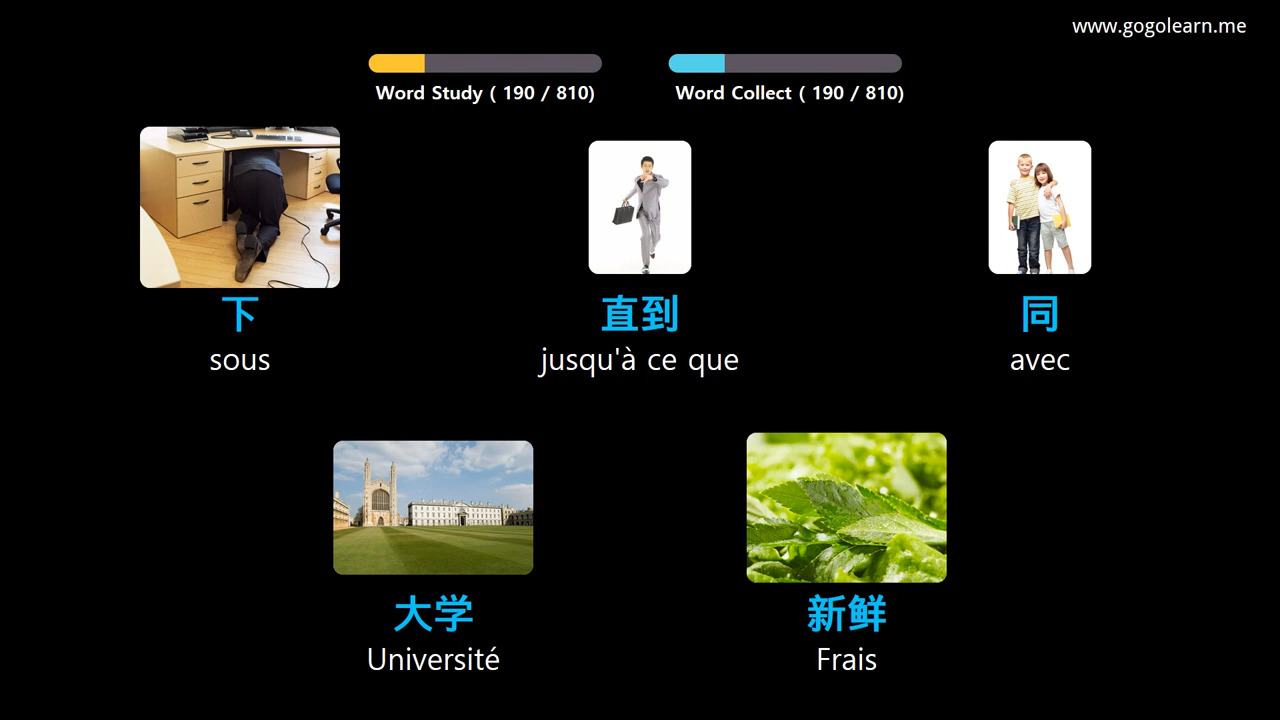 www.gogolearn.me
Word Study ( 190 / 810)
Word Collect ( 190 / 810)
下
sous
直到
jusqu'à ce que
同
avec
大学
Université
新鲜
Frais